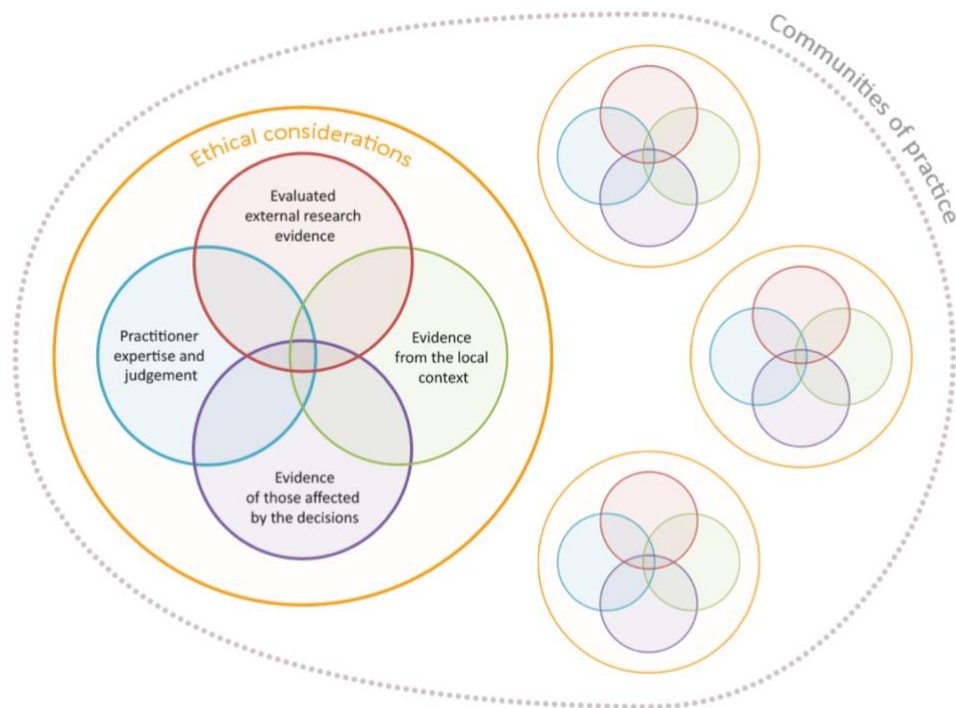 Communities of practice
Ethical considerations
Evaluated
external research
evidence
Practitioner
expertise and
judgement
Evidence
from the local
context
Evidence
of those affected
by the decisions